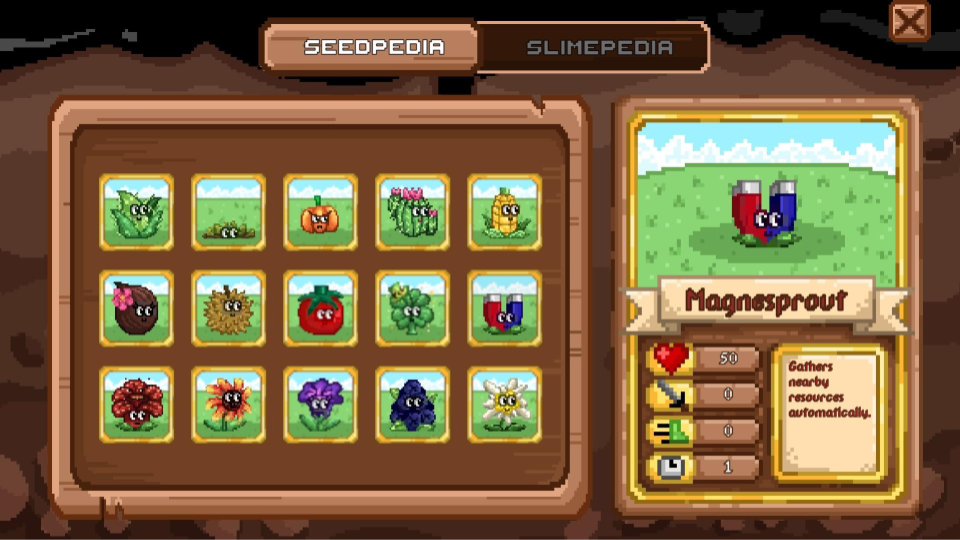 SEEDPEDIA
SLIMEPEDIA
Magnesprout
50
0
0
1
Gathers
nearby
resources
automatically.